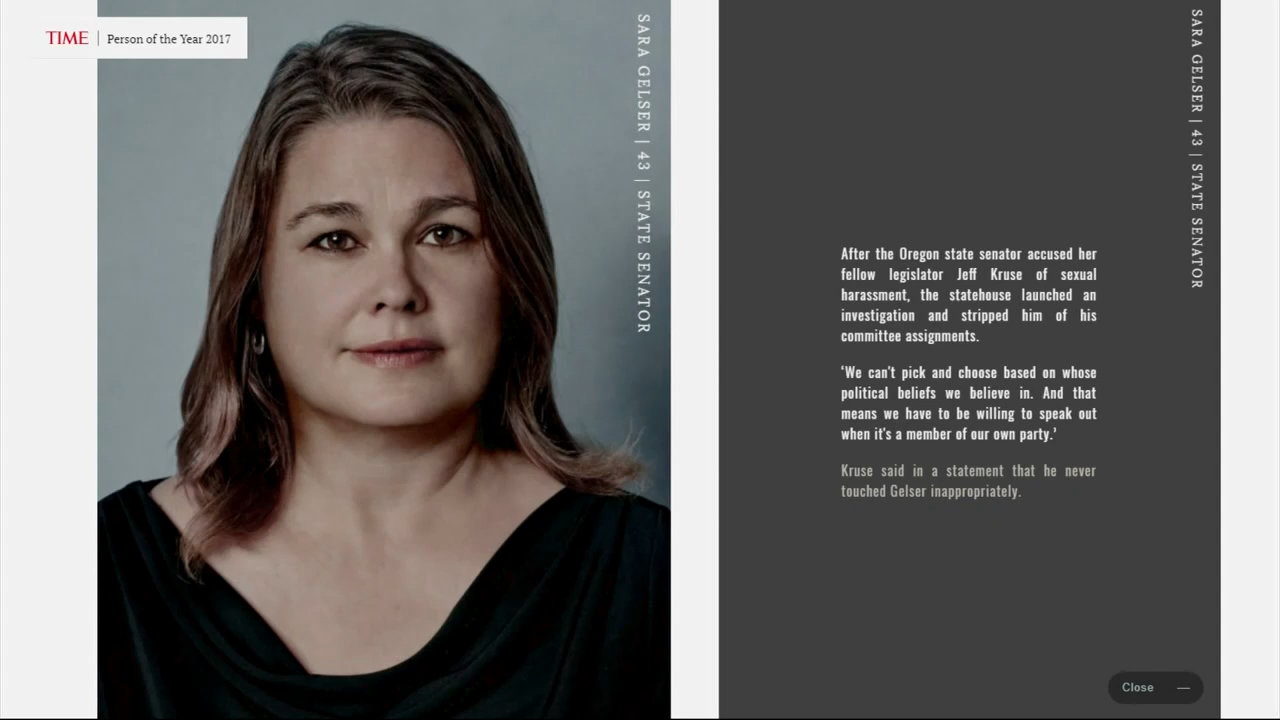 TIME | Person of the Year 2017
SARA GELSER | 43 | STATE SENATOR
SARA GELSER | 43 | STATE SENATOR
After the Oregon state senator accused her
fellow legislator Jeff Kruse of sexual
harassment, the statehouse launched an
investigation and stripped him of his
committee assignments.
‘We can't pick and choose based on whose
political beliefs we believe in. And that
means we have to be willing to speak out
when it's a member of our own party.’
Kruse said in a statement that he never
touched Gelser inappropriately.
Close —